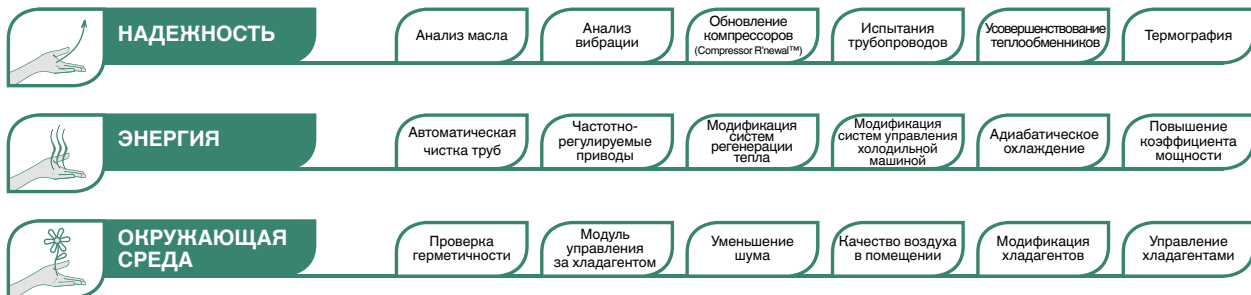 НАДЕЖНОСТЬ
Анализ масла
Анализ
вибрации
Обновление
компрессоров
(Compressor R'newal™)
Испытания
трубопроводов
Усовершенствование
теплообменников
Термография
ЭНЕРГИЯ
Автоматическая
чистка труб
Частотно-
регулируемые
приводы
Модификация
систем
регенерации
тепла
Модификация
систем управления
холодильной
машиной
Адиабатическое
охлаждение
Повышение
коэффициента
мощности
ОКРУЖАЮЩАЯ
СРЕДА
Проверка
герметичности
Модуль
управления
за хладагентом
Уменьшение
шума
Качество воздуха
в помещении
Модификация
хладагентов
Управление
хладагентами